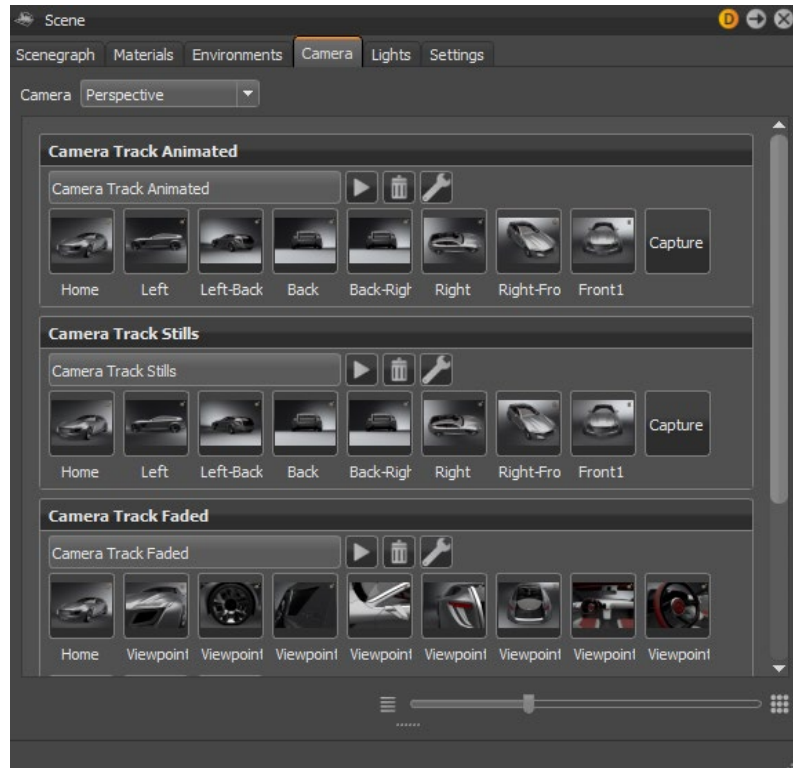 Scene
D
Scenegraph Materials Environments Camera Lights Settings
Camera Perspective
Camera Track Animated
Camera Track Animated
Home Left Left-Back Back Back-Righ Right Right-Fro Front1 Capture
Camera Track Stills
Camera Track Stills
Home Left Left-Back Back Back-Righ Right Right-Fro Front1 Capture
Camera Track Faded
Camera Track Faded
Home Viewpoint Viewpoint Viewpoint Viewpoint Viewpoint Viewpoint Viewpoint Viewpoint